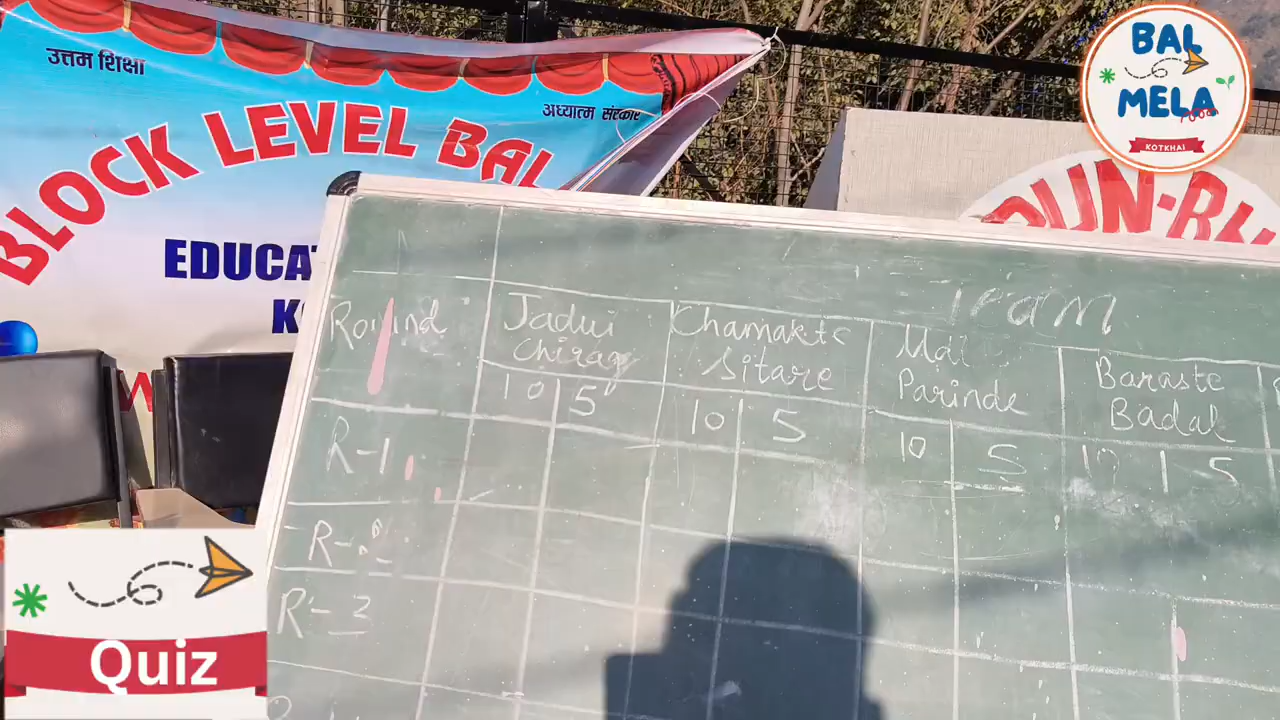 उत्तम शिक्षा
अध्यात्म संस्कार
BLOCK LEVEL BAL
EDUCAT
BAL
MELA
KOTKHAI
Team
Round
Jadui
Chirag
Chamakte
Sitare
Parinde
Baraste
Badal
10 5
10 5
10 5
10 5
R-1
R-
R-3
Quiz